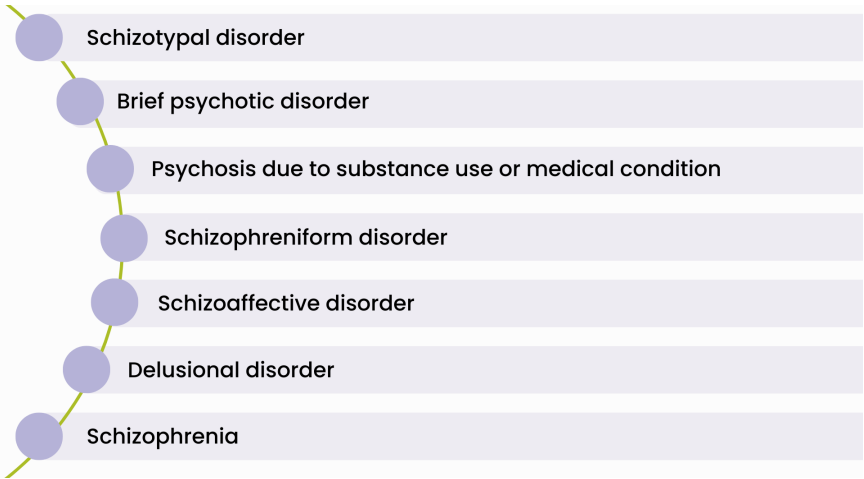 Schizotypal disorder
Brief psychotic disorder
Psychosis due to substance use or medical condition
Schizophreniform disorder
Schizoaffective disorder
Delusional disorder
Schizophrenia